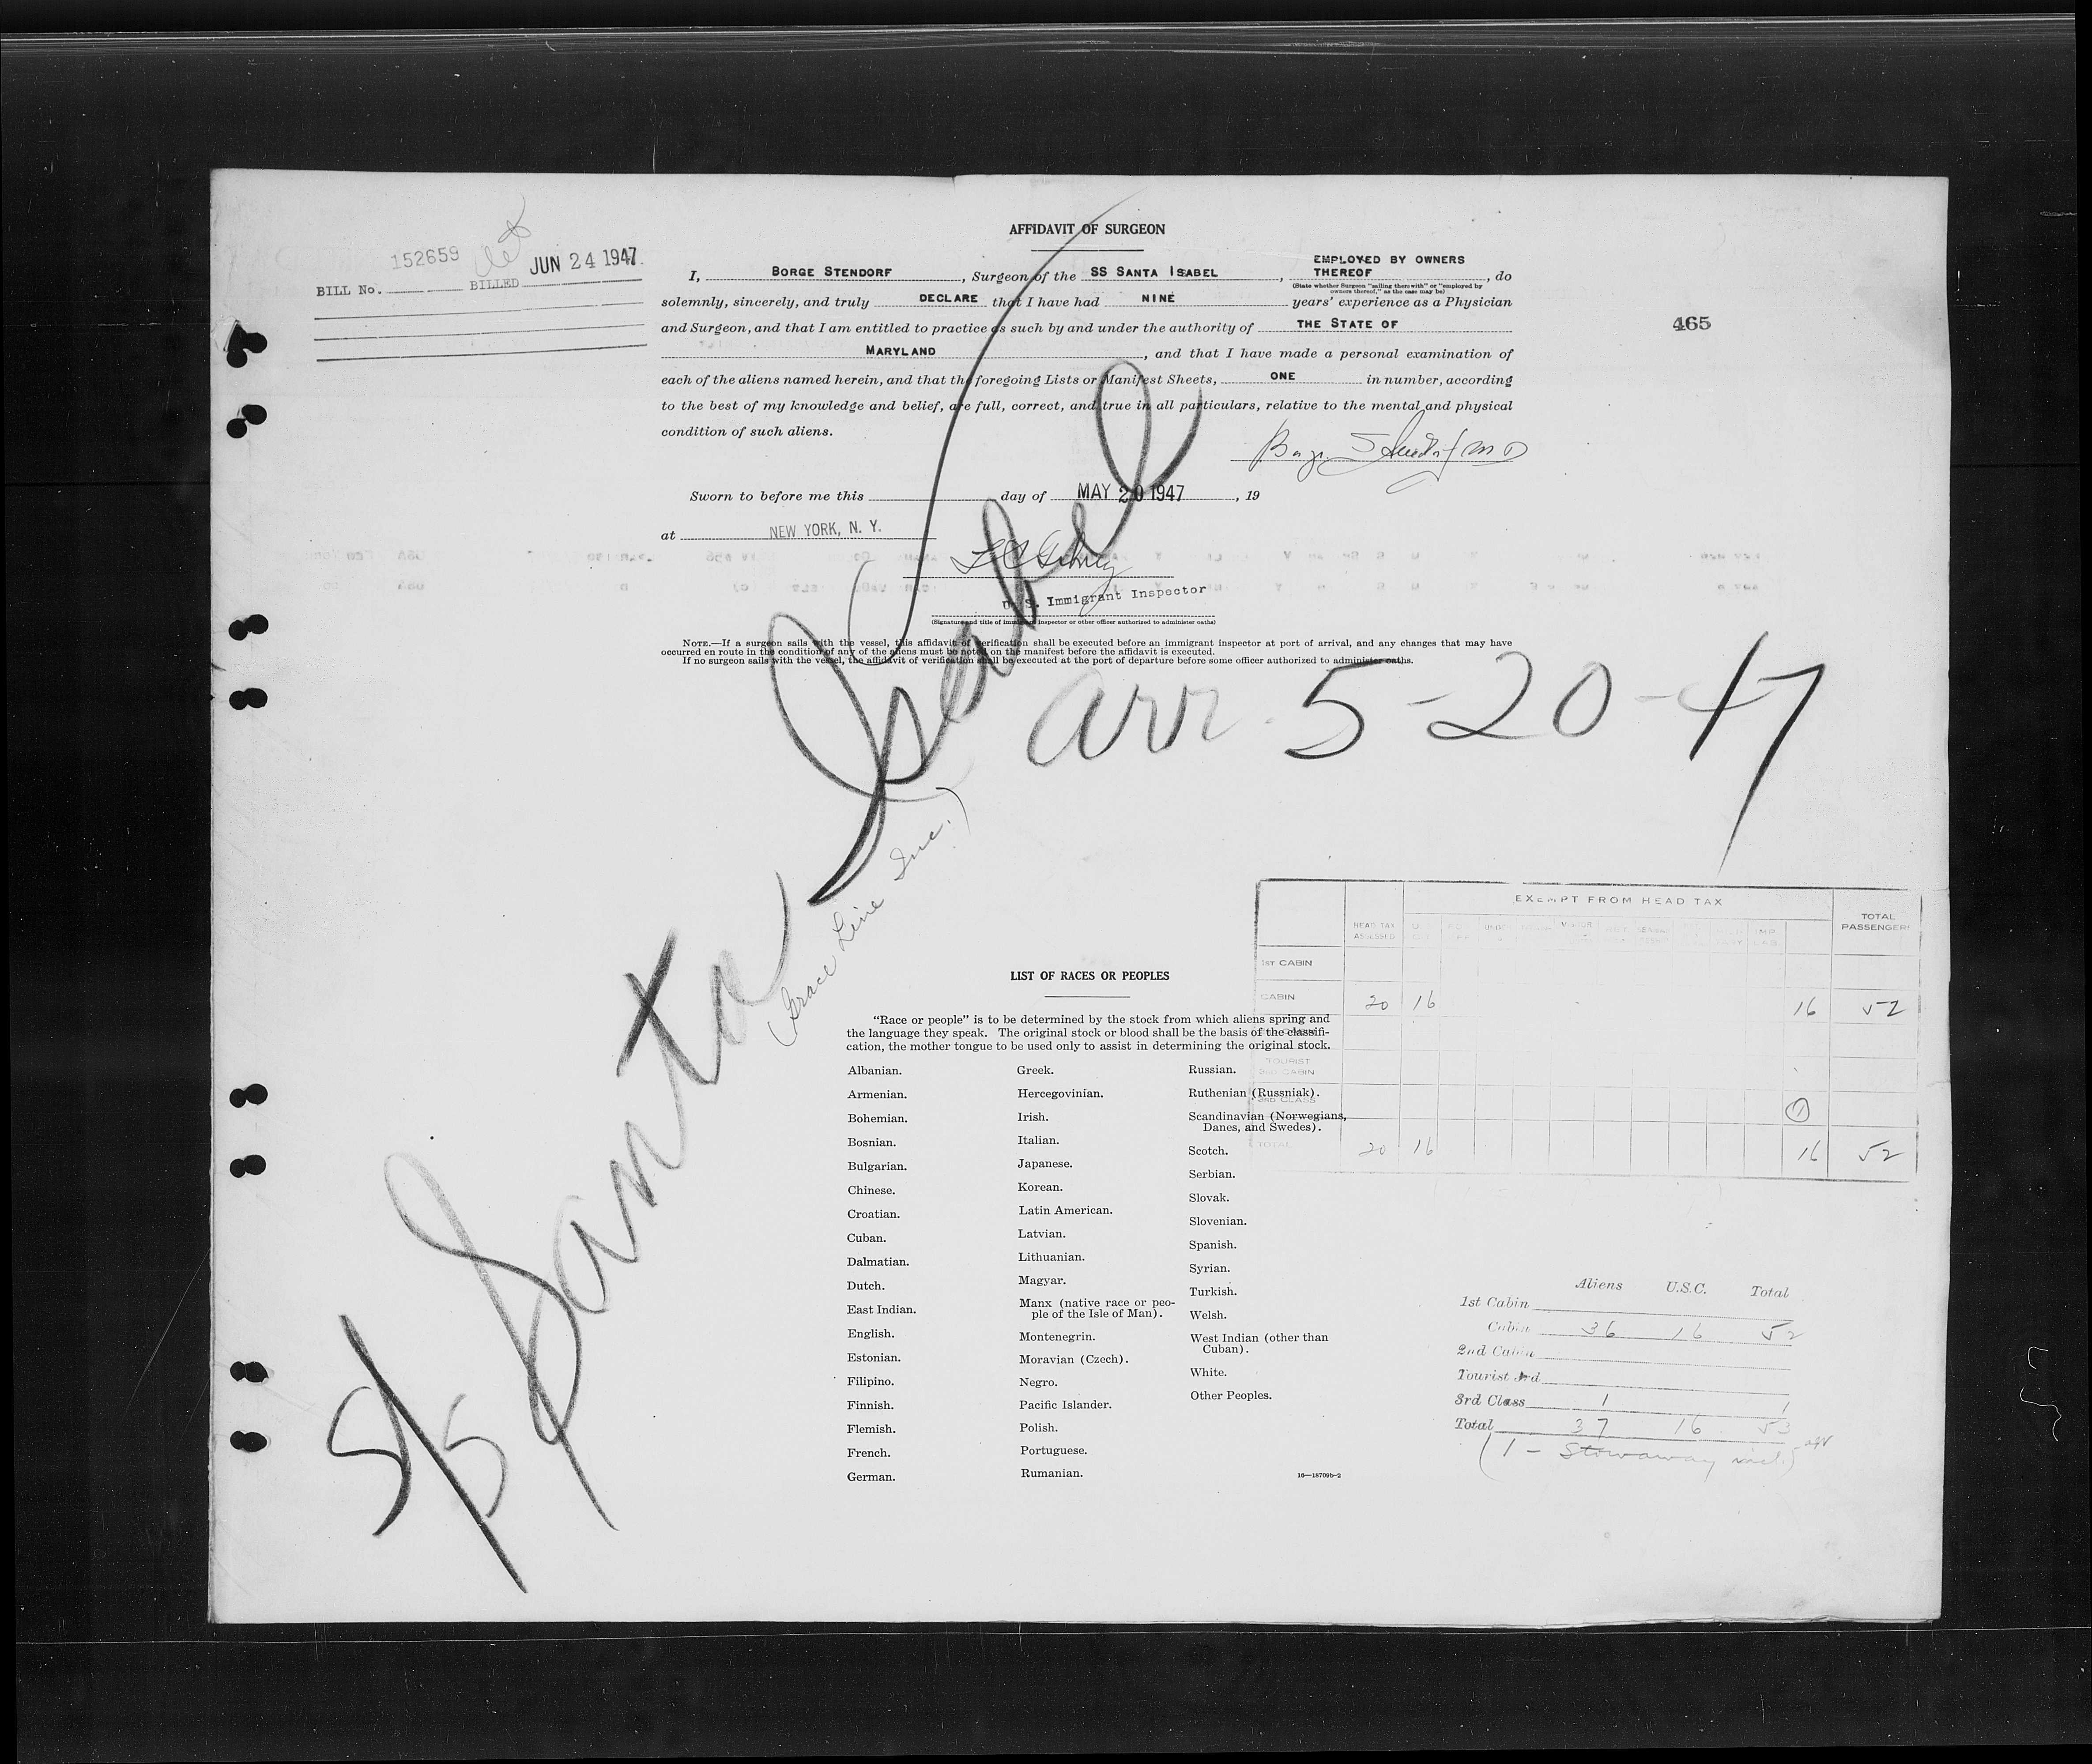 AFFIDAVIT OF SURGEON
152659
JUN 24 1947
BILL No. BILLED
EMPLOYED BY OWNERS
I, BORGE STENDORF, Surgeon of the SS SANTA ISABEL, THEREOF, do
(State whether Surgeon "sailing therewith" or "employed by
owners thereof," as the case may be)
solemnly, sincerely, and truly DECLARE that I have had NINE years' experience as a Physician
and Surgeon, and that I am entitled to practice as such by and under the authority of THE STATE OF
465
MARYLAND, and that I have made a personal examination of
each of the aliens named herein, and that the foregoing Lists or Manifest Sheets, ONE in number, according
to the best of my knowledge and belief, are full, correct, and true in all particulars, relative to the mental and physical
condition of such aliens.
MD
Sworn to before me this day of MAY 20 1947, 19
at NEW YORK, N. Y.
U. S. Immigrant Inspector
(Signature and title of immigrant inspector or other officer authorized to administer oaths)
NOTE.—If a surgeon sails with the vessel, this affidavit of verification shall be executed before an immigrant inspector at port of arrival, and any changes that may have
occurred en route in the condition of any of the aliens must be noted on the manifest before the affidavit is executed.
If no surgeon sails with the vessel, the affidavit of verification shall be executed at the port of departure before some officer authorized to administer oaths.
S/S Santa Isabel
arr. 5-20-47
(Grace Line Inc.)
EXEMPT FROM HEAD TAX
HEAD TAX
ASSESSED
TOTAL
PASSENGERS
1ST CABIN
CABIN 20 16 16 52
TOURIST
3RD CABIN
3RD CLASS 1
TOTAL 20 16 16 52
LIST OF RACES OR PEOPLES
"Race or people" is to be determined by the stock from which aliens spring and
the language they speak. The original stock or blood shall be the basis of the classifi-
cation, the mother tongue to be used only to assist in determining the original stock.
Albanian.
Armenian.
Bohemian.
Bosnian.
Bulgarian.
Chinese.
Croatian.
Cuban.
Dalmatian.
Dutch.
East Indian.
English.
Estonian.
Filipino.
Finnish.
Flemish.
French.
German.
Greek.
Hercegovinian.
Irish.
Italian.
Japanese.
Korean.
Latin American.
Latvian.
Lithuanian.
Magyar.
Manx (native race or peo-
ple of the Isle of Man).
Montenegrin.
Moravian (Czech).
Negro.
Pacific Islander.
Polish.
Portuguese.
Rumanian.
Russian.
Ruthenian (Russniak).
Scandinavian (Norwegians,
Danes, and Swedes).
Scotch.
Serbian.
Slovak.
Slovenian.
Spanish.
Syrian.
Turkish.
Welsh.
West Indian (other than
Cuban).
White.
Other Peoples.
16—18709b-2
Aliens U.S.C. Total
1st Cabin
Cabin 36 16 52
2nd Cabin
Tourist 3rd
3rd Class 1 1
Total 37 16 53
(1 - Stowaway incl.)